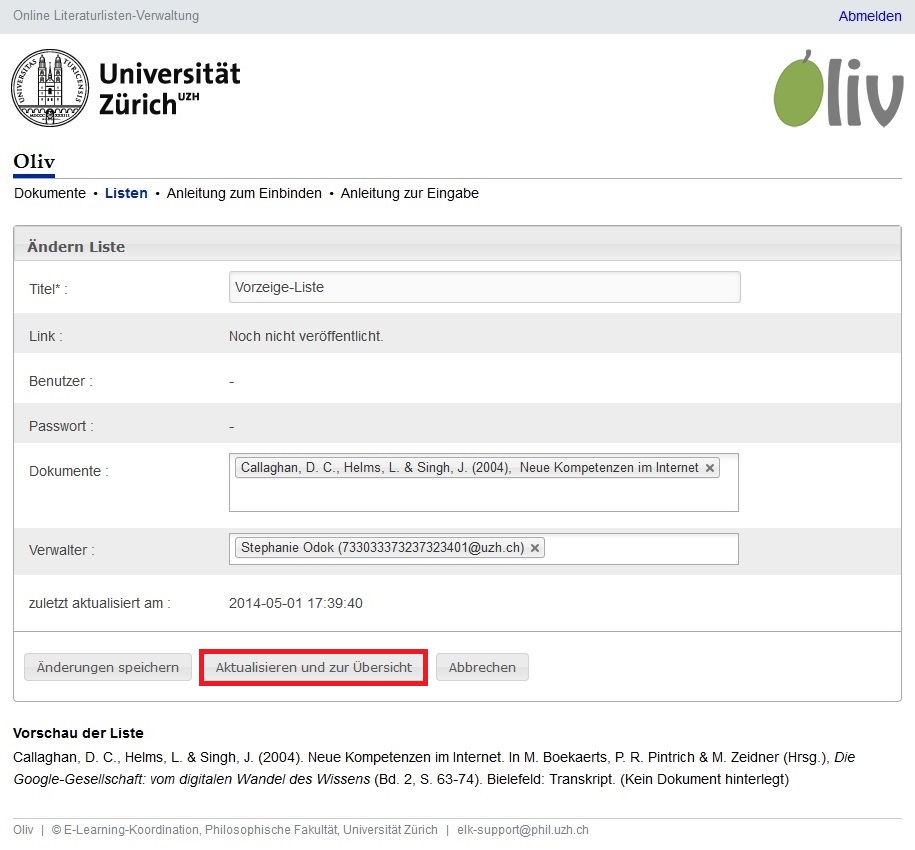 Online Literaturlisten-Verwaltung Abmelden
UNIVERSITAS TURICENSIS
MDCCCXXXIII
Universität
Zürich UZH
Oliv
Oliv
Dokumente • Listen • Anleitung zum Einbinden • Anleitung zur Eingabe
Ändern Liste
Titel* : Vorzeige-Liste
Link : Noch nicht veröffentlicht.
Benutzer : -
Passwort : -
Dokumente : Callaghan, D. C., Helms, L. & Singh, J. (2004), Neue Kompetenzen im Internet ×
Verwalter : Stephanie Odok (733033373237323401@uzh.ch) ×
zuletzt aktualisiert am : 2014-05-01 17:39:40
Änderungen speichern Aktualisieren und zur Übersicht Abbrechen
Vorschau der Liste
Callaghan, D. C., Helms, L. & Singh, J. (2004). Neue Kompetenzen im Internet. In M. Boekaerts, P. R. Pintrich & M. Zeidner (Hrsg.), Die
Google-Gesellschaft: vom digitalen Wandel des Wissens (Bd. 2, S. 63-74). Bielefeld: Transkript. (Kein Dokument hinterlegt)
Oliv | © E-Learning-Koordination, Philosophische Fakultät, Universität Zürich | elk-support@phil.uzh.ch